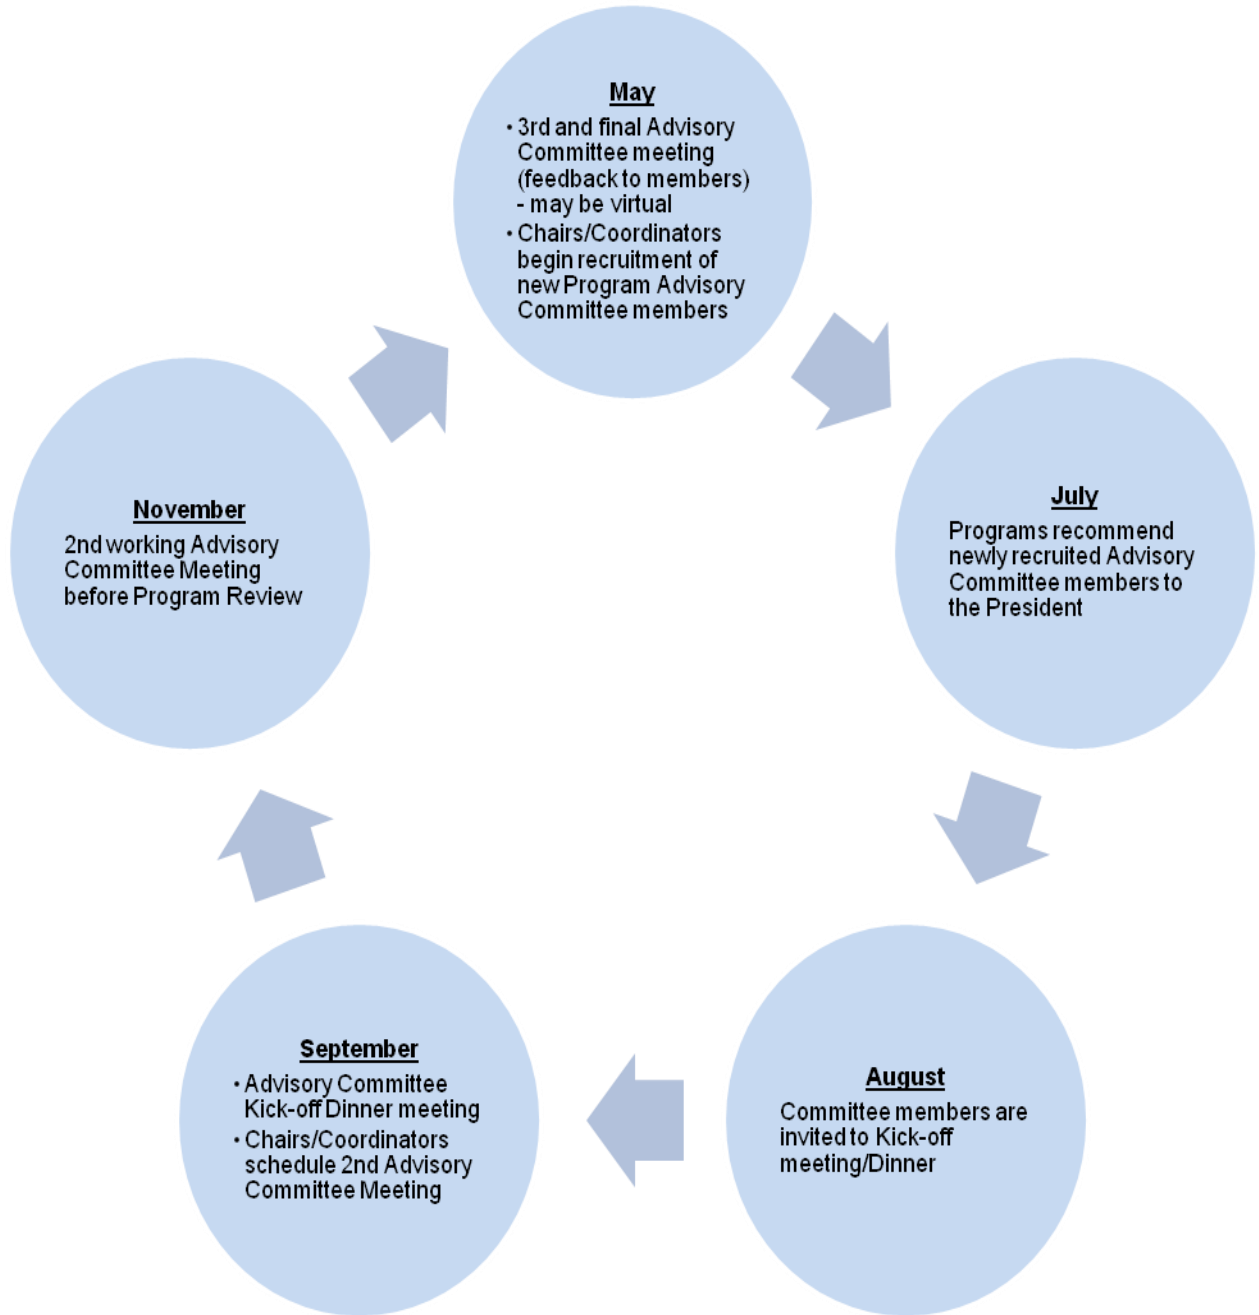 May
• 3rd and final Advisory
Committee meeting
(feedback to members)
- may be virtual
• Chairs/Coordinators
begin recruitment of
new Program Advisory
Committee members
July
Programs recommend
newly recruited Advisory
Committee members to
the President
August
Committee members are
invited to Kick-off
meeting/Dinner
September
• Advisory Committee
Kick-off Dinner meeting
• Chairs/Coordinators
schedule 2nd Advisory
Committee Meeting
November
2nd working Advisory
Committee Meeting
before Program Review